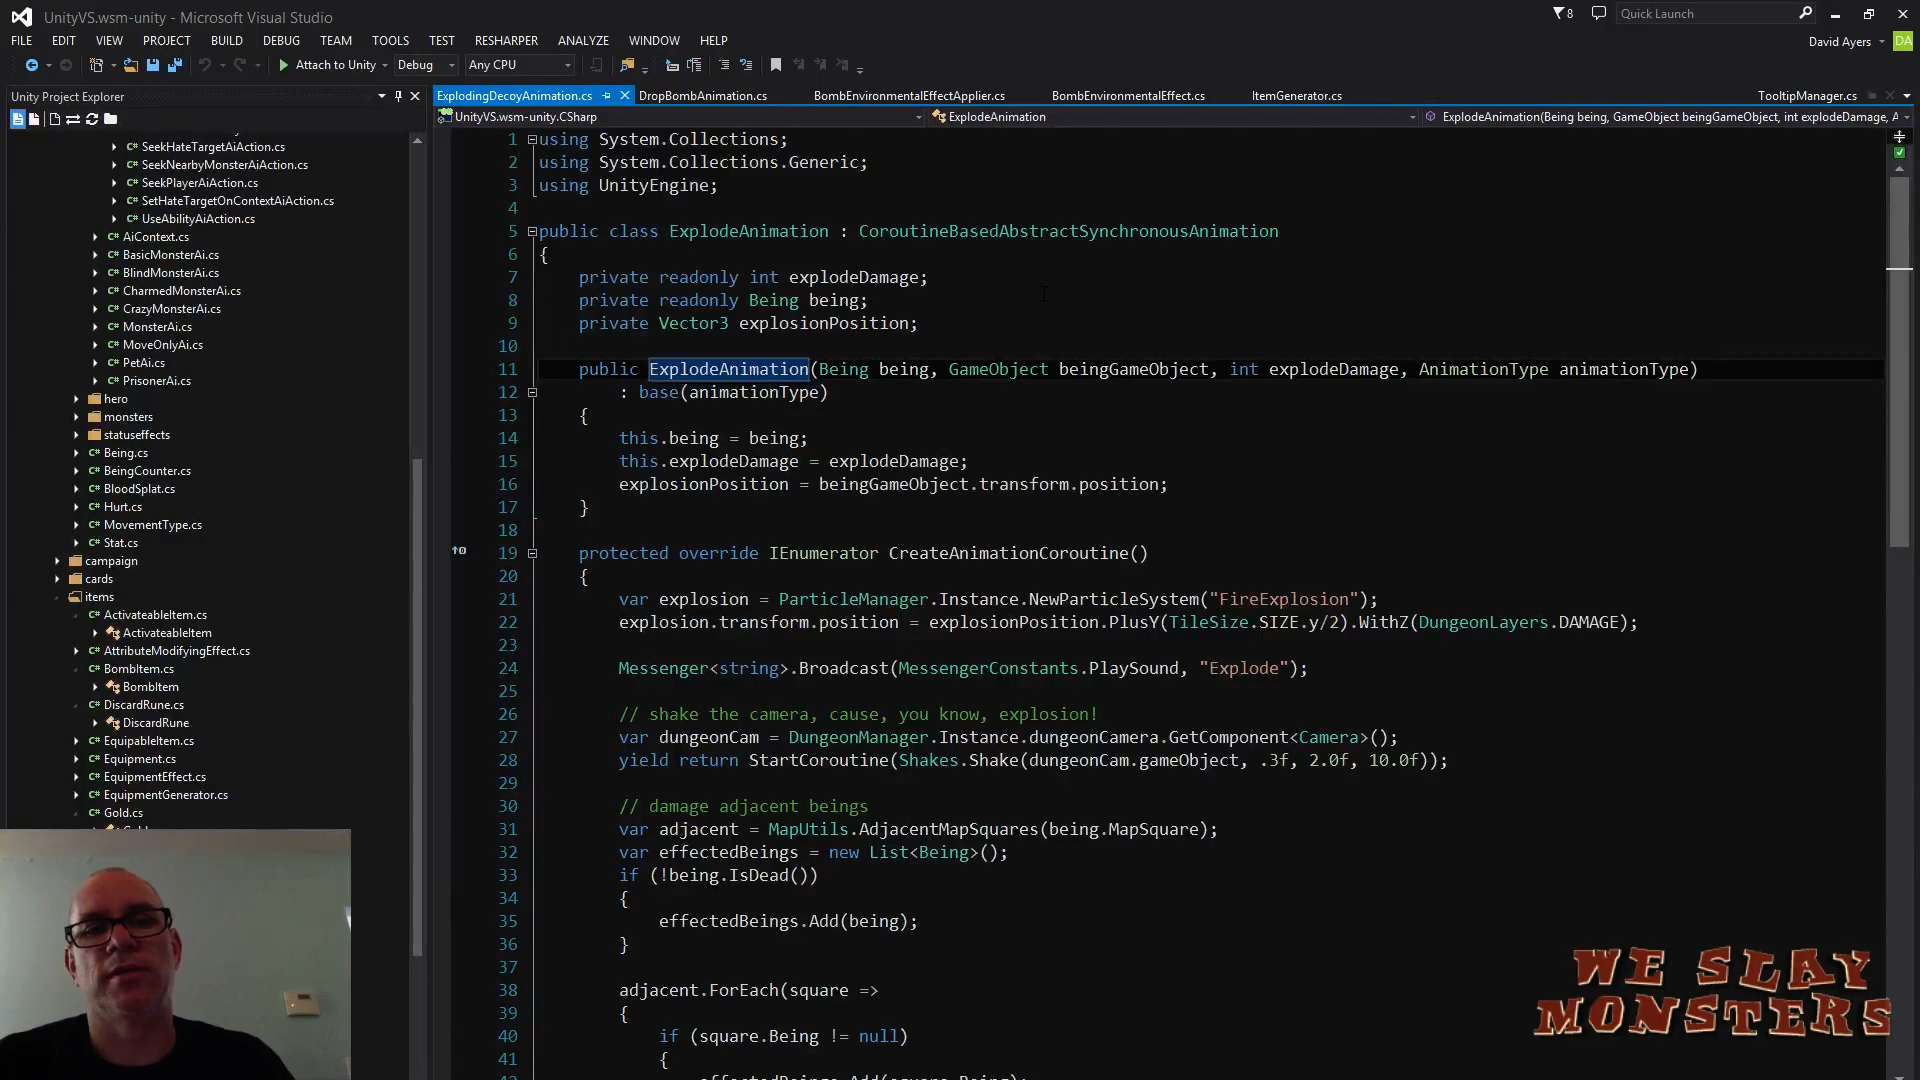 UnityVS.wsm-unity - Microsoft Visual Studio
8
Quick Launch
FILE EDIT VIEW PROJECT BUILD DEBUG TEAM TOOLS TEST RESHARPER ANALYZE WINDOW HELP
David Ayers
DA
Attach to Unity Debug Any CPU
Unity Project Explorer
ExplodingDecoyAnimation.cs DropBombAnimation.cs BombEnvironmentalEffectApplier.cs BombEnvironmentalEffect.cs ItemGenerator.cs TooltipManager.cs
UnityVS.wsm-unity.CSharp ExplodeAnimation ExplodeAnimation(Being being, GameObject beingGameObject, int explodeDamage, A
SeekHateTargetAiAction.cs
SeekNearbyMonsterAiAction.cs
SeekPlayerAiAction.cs
SetHateTargetOnContextAiAction.cs
UseAbilityAiAction.cs
AiContext.cs
BasicMonsterAi.cs
BlindMonsterAi.cs
CharmedMonsterAi.cs
CrazyMonsterAi.cs
MonsterAi.cs
MoveOnlyAi.cs
PetAi.cs
PrisonerAi.cs
hero
monsters
statuseffects
Being.cs
BeingCounter.cs
BloodSplat.cs
Hurt.cs
MovementType.cs
Stat.cs
campaign
cards
items
ActivateableItem.cs
ActivateableItem
AttributeModifyingEffect.cs
BombItem.cs
BombItem
DiscardRune.cs
DiscardRune
EquipableItem.cs
Equipment.cs
EquipmentEffect.cs
EquipmentGenerator.cs
Gold.cs
1 using System.Collections;
2 using System.Collections.Generic;
3 using UnityEngine;
4
5 public class ExplodeAnimation : CoroutineBasedAbstractSynchronousAnimation
6 {
7 private readonly int explodeDamage;
8 private readonly Being being;
9 private Vector3 explosionPosition;
10
11 public ExplodeAnimation(Being being, GameObject beingGameObject, int explodeDamage, AnimationType animationType)
12 : base(animationType)
13 {
14 this.being = being;
15 this.explodeDamage = explodeDamage;
16 explosionPosition = beingGameObject.transform.position;
17 }
18
19 protected override IEnumerator CreateAnimationCoroutine()
20 {
21 var explosion = ParticleManager.Instance.NewParticleSystem("FireExplosion");
22 explosion.transform.position = explosionPosition.PlusY(TileSize.SIZE.y/2).WithZ(DungeonLayers.DAMAGE);
23
24 Messenger<string>.Broadcast(MessengerConstants.PlaySound, "Explode");
25
26 // shake the camera, cause, you know, explosion!
27 var dungeonCam = DungeonManager.Instance.dungeonCamera.GetComponent<Camera>();
28 yield return StartCoroutine(Shakes.Shake(dungeonCam.gameObject, .3f, 2.0f, 10.0f));
29
30 // damage adjacent beings
31 var adjacent = MapUtils.AdjacentMapSquares(being.MapSquare);
32 var effectedBeings = new List<Being>();
33 if (!being.IsDead())
34 {
35 effectedBeings.Add(being);
36 }
37
38 adjacent.ForEach(square =>
39 {
40 if (square.Being != null)
41 {
WE SLAY
MONSTERS